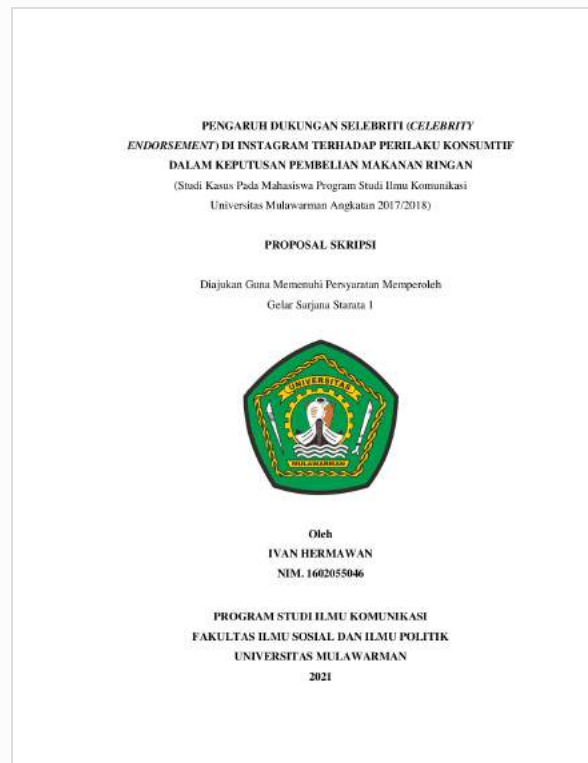 PENGARUH DUKUNGAN SELEBRITI (CELEBRITY
ENDORSEMENT) DI INSTAGRAM TERHADAP PERILAKU KONSUMTIF
DALAM KEPUTUSAN PEMBELIAN MAKANAN RINGAN
(Studi Kasus Pada Mahasiswa Program Studi Ilmu Komunikasi
Universitas Mulawarman Angkatan 2017/2018)
PROPOSAL SKRIPSI
Diajukan Guna Memenuhi Persyaratan Memperoleh
Gelar Sarjana Starata 1
UNIVERSITAS
MULAWARMAN
Oleh
IVAN HERMAWAN
NIM. 1602055046
PROGRAM STUDI ILMU KOMUNIKASI
FAKULTAS ILMU SOSIAL DAN ILMU POLITIK
UNIVERSITAS MULAWARMAN
2021